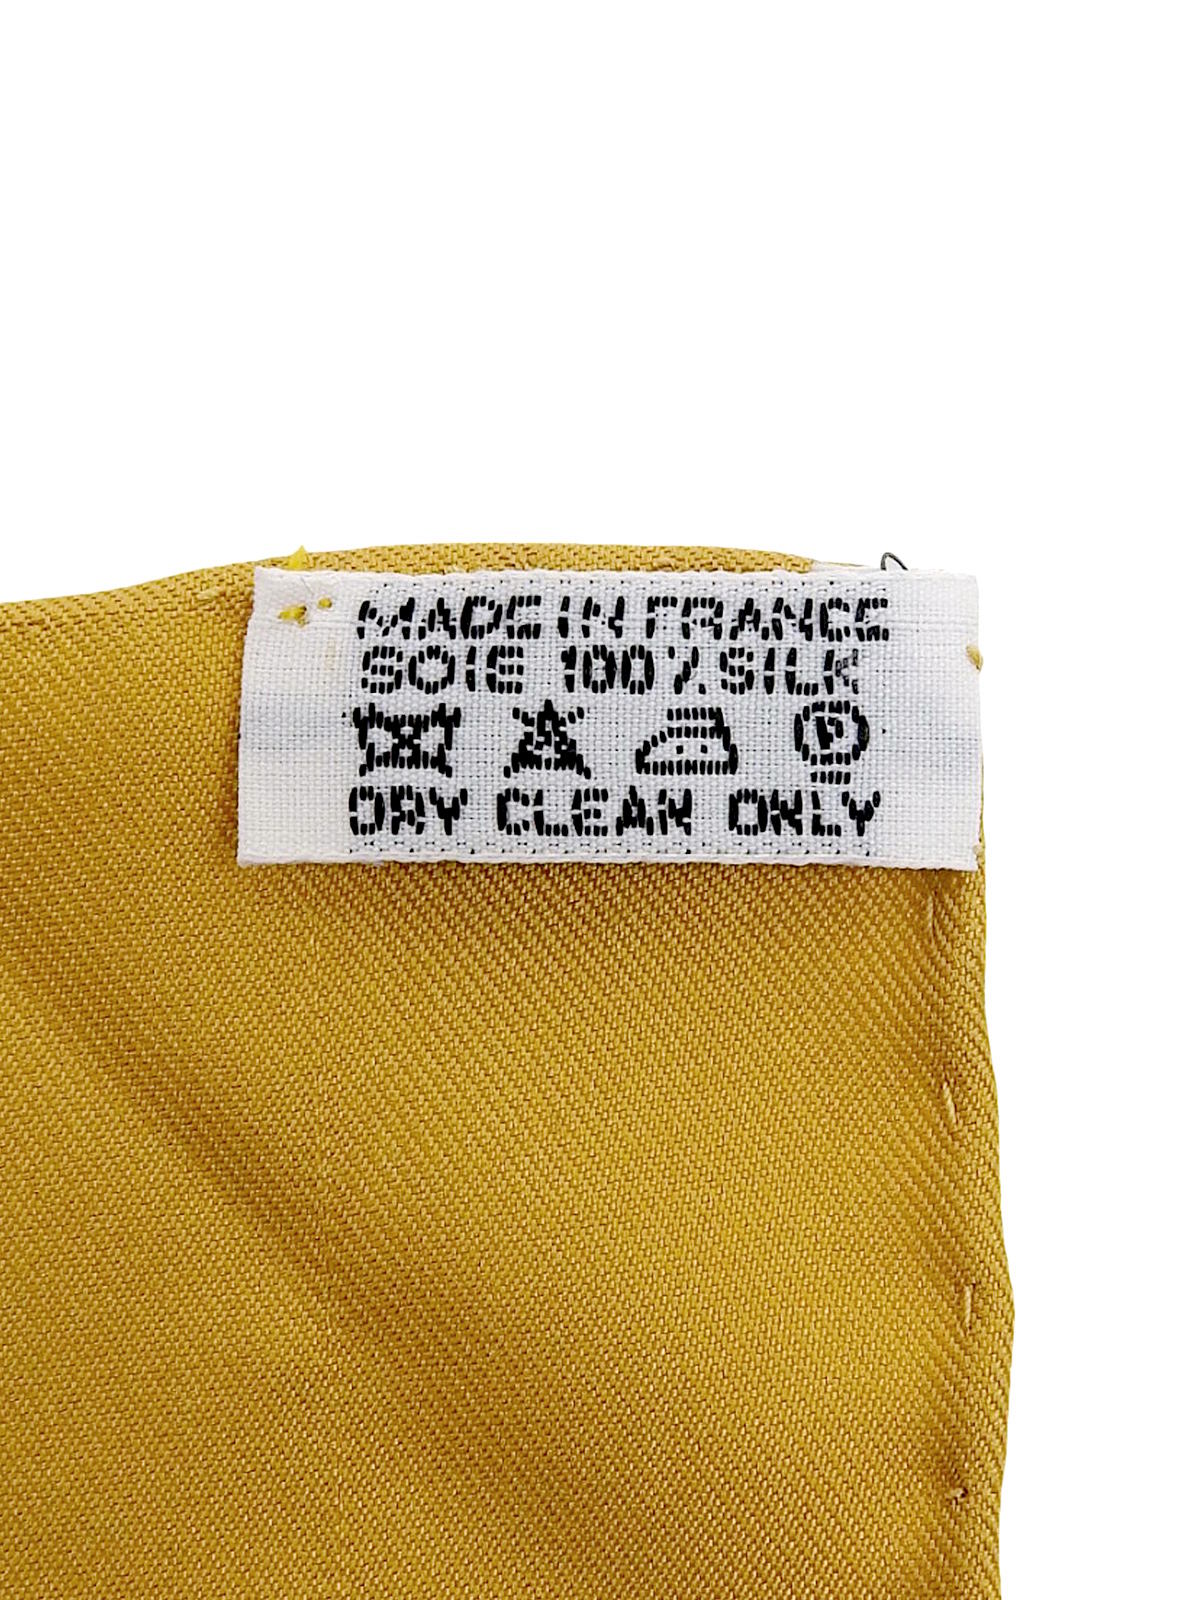 MADE IN FRANCE
SOIE 100% SILK
P
DRY CLEAN ONLY